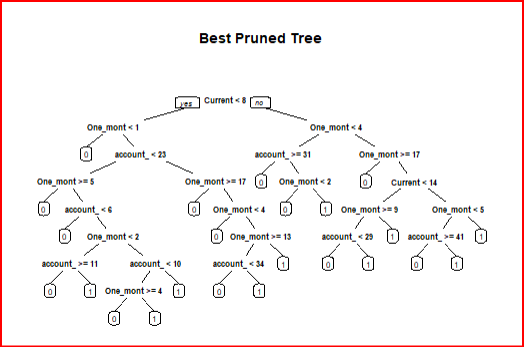 Best Pruned Tree
yes Current < 8 no
One_mont < 1 One_mont < 4
0 account_ < 23 account_ >= 31 One_mont >= 17
One_mont >= 5 One_mont >= 17 0 One_mont < 2 0 Current < 14
0 account_ < 6 0 One_mont < 4 0 1 One_mont >= 9 One_mont < 5
0 One_mont < 2 0 One_mont >= 13 account_ < 29 1 account_ >= 41 1
account_ >= 11 account_ < 10 account_ < 34 1 0 1 0 1
0 1 One_mont >= 4 1 0 1
0 1